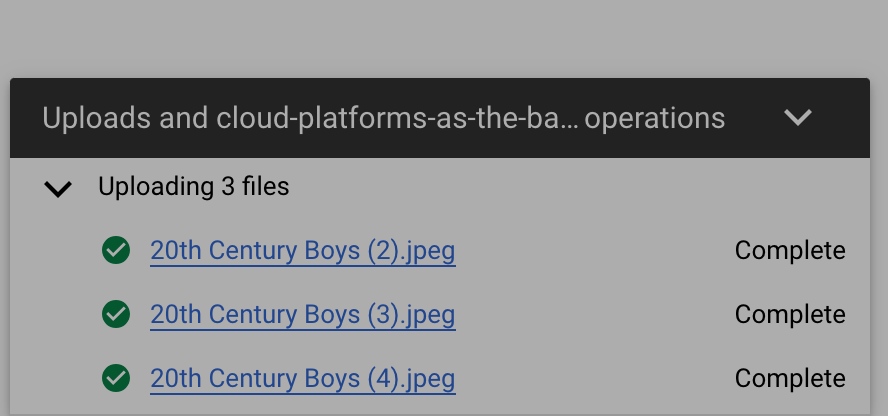 Uploads and cloud-platforms-as-the-ba... operations
Uploading 3 files
20th Century Boys (2).jpeg Complete
20th Century Boys (3).jpeg Complete
20th Century Boys (4).jpeg Complete